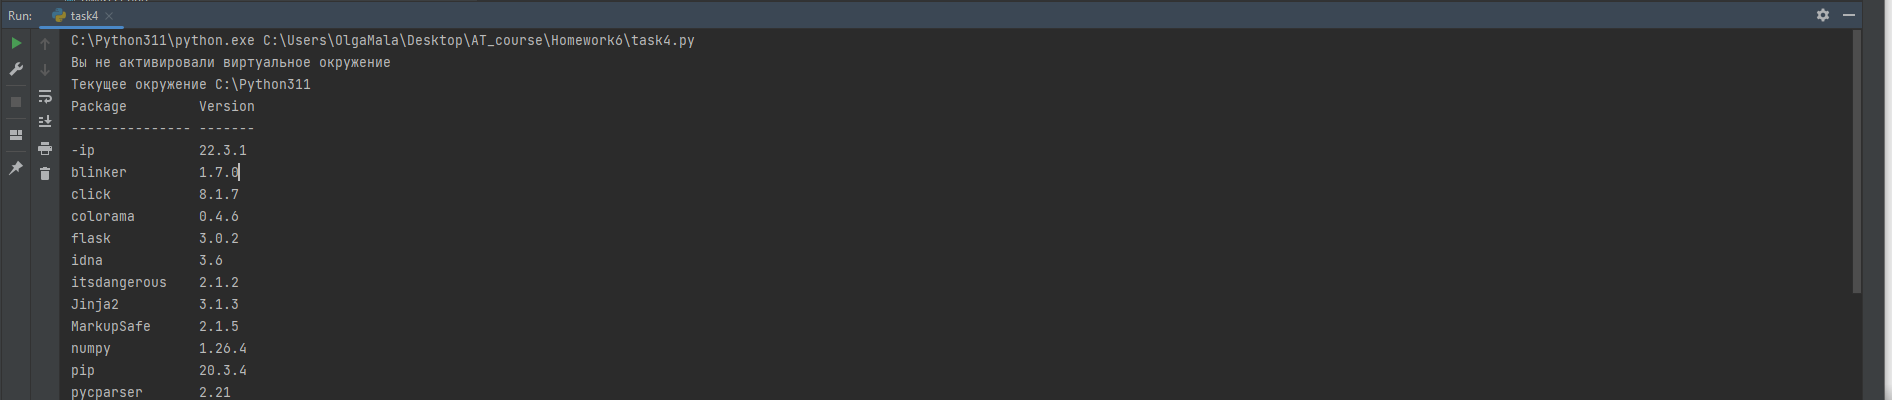 Run: task4
C:\Python311\python.exe C:\Users\OlgaMala\Desktop\AT_course\Homework6\task4.py
Вы не активировали виртуальное окружение
Текущее окружение C:\Python311
Package         Version
--------------- -------
-ip             22.3.1
blinker         1.7.0
click           8.1.7
colorama        0.4.6
flask           3.0.2
idna            3.6
itsdangerous    2.1.2
Jinja2          3.1.3
MarkupSafe      2.1.5
numpy           1.26.4
pip             20.3.4
pycparser       2.21